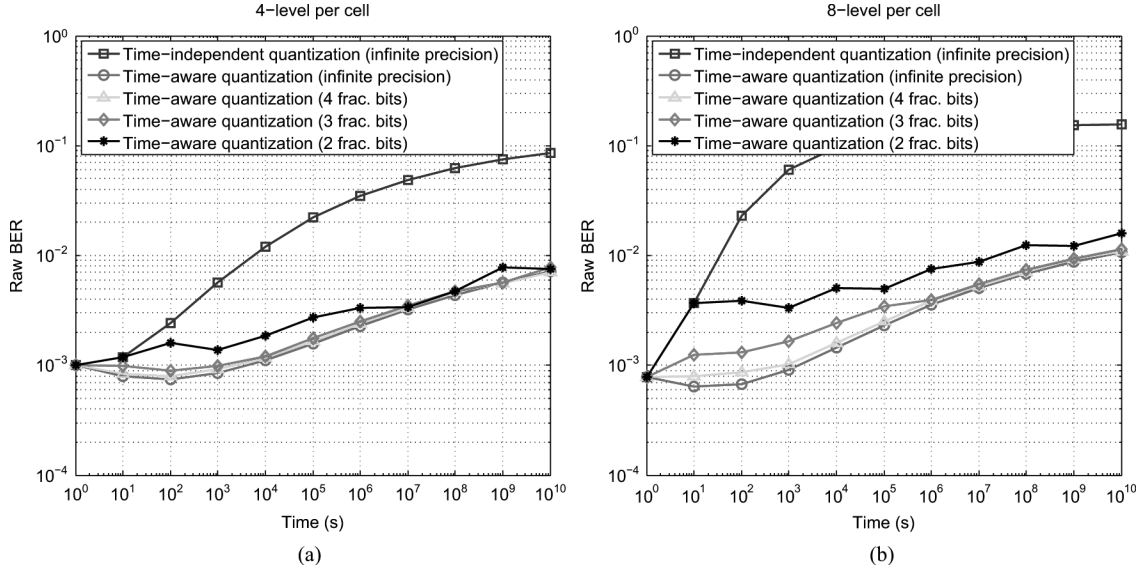 4-level per cell
10^0
10^-1
10^-2
10^-3
10^-4
Raw BER
Time-independent quantization (infinite precision)
Time-aware quantization (infinite precision)
Time-aware quantization (4 frac. bits)
Time-aware quantization (3 frac. bits)
Time-aware quantization (2 frac. bits)
10^0 10^1 10^2 10^3 10^4 10^5 10^6 10^7 10^8 10^9 10^10
Time (s)
(a)
8-level per cell
10^0
10^-1
10^-2
10^-3
10^-4
Raw BER
Time-independent quantization (infinite precision)
Time-aware quantization (infinite precision)
Time-aware quantization (4 frac. bits)
Time-aware quantization (3 frac. bits)
Time-aware quantization (2 frac. bits)
10^0 10^1 10^2 10^3 10^4 10^5 10^6 10^7 10^8 10^9 10^10
Time (s)
(b)